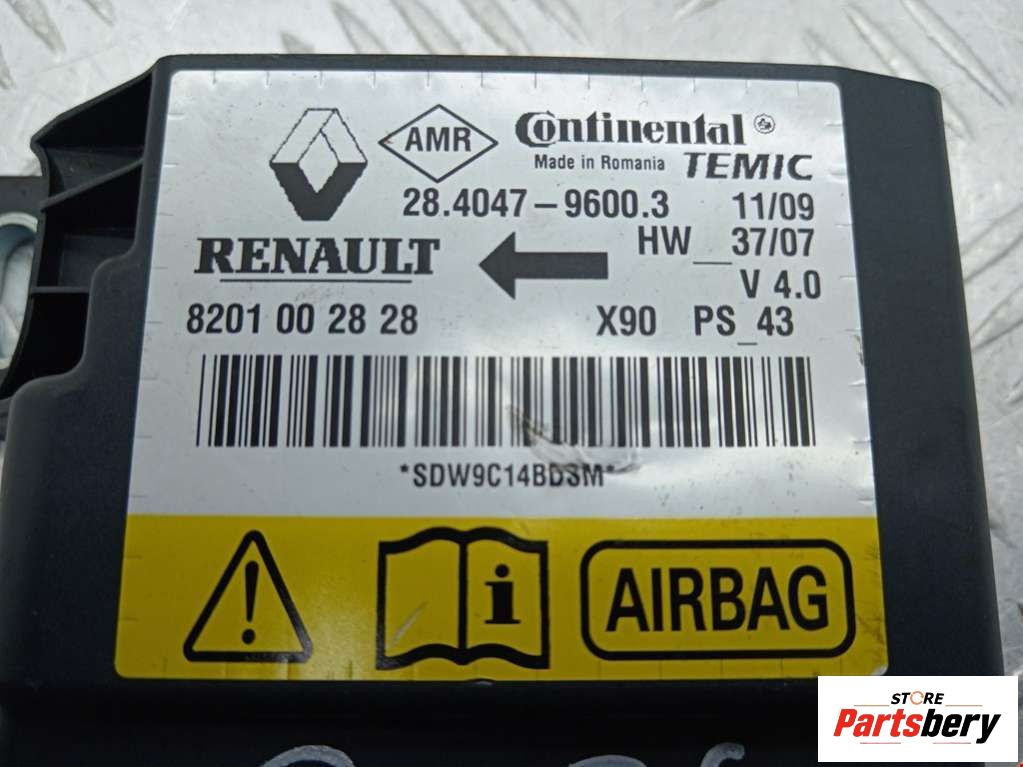 AMR
Continental
Made in Romania TEMIC
28.4047-9600.3 11/09
HW__37/07
RENAULT
V 4.0
8201 00 28 28 X90 PS_43
*SDW9C14BDSM*
i
AIRBAG
STORE
Partsbery